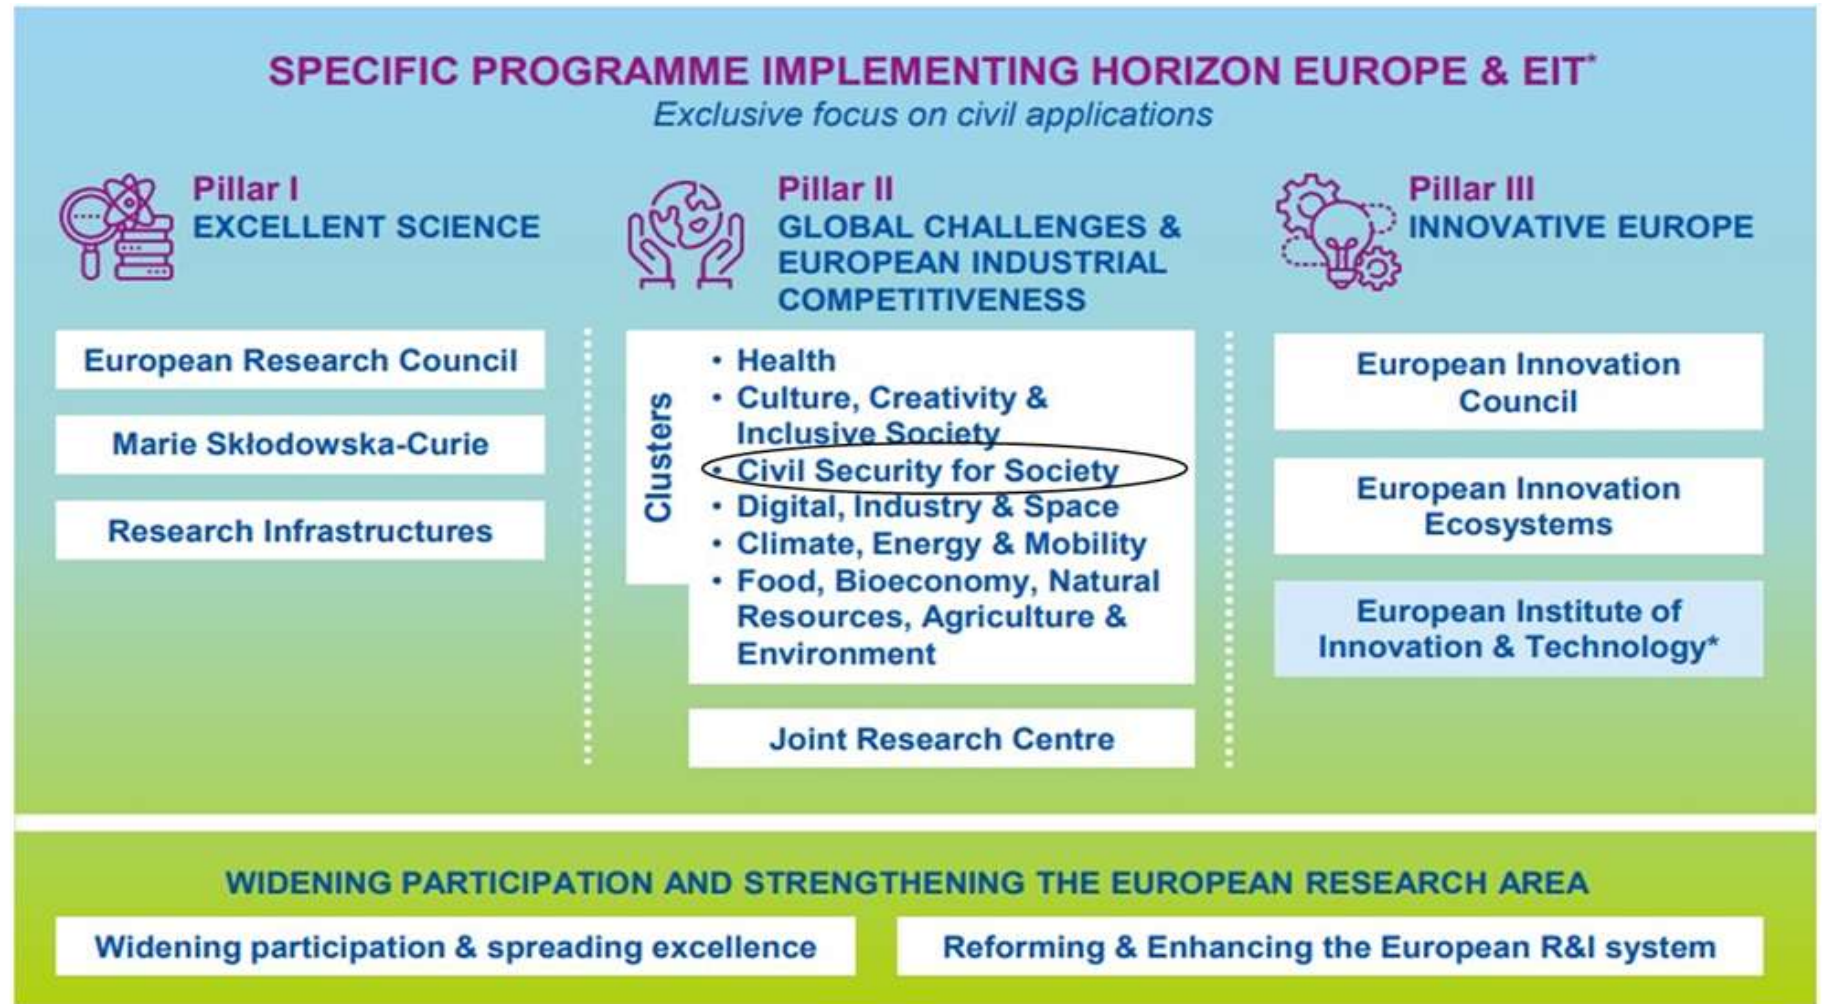 SPECIFIC PROGRAMME IMPLEMENTING HORIZON EUROPE & EIT*
Exclusive focus on civil applications
Pillar I
EXCELLENT SCIENCE
European Research Council
Marie Skłodowska-Curie
Research Infrastructures
Pillar II
GLOBAL CHALLENGES &
EUROPEAN INDUSTRIAL
COMPETITIVENESS
Clusters
• Health
• Culture, Creativity &
Inclusive Society
• Civil Security for Society
• Digital, Industry & Space
• Climate, Energy & Mobility
• Food, Bioeconomy, Natural
Resources, Agriculture &
Environment
Joint Research Centre
Pillar III
INNOVATIVE EUROPE
European Innovation
Council
European Innovation
Ecosystems
European Institute of
Innovation & Technology*
WIDENING PARTICIPATION AND STRENGTHENING THE EUROPEAN RESEARCH AREA
Widening participation & spreading excellence
Reforming & Enhancing the European R&I system